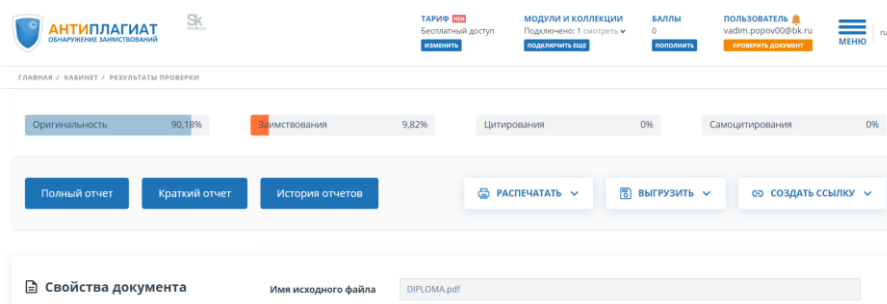 АНТИПЛАГИАТ
ОБНАРУЖЕНИЕ ЗАИМСТВОВАНИЙ
Sk
ТАРИФ
Бесплатный доступ
ИЗМЕНИТЬ
МОДУЛИ И КОЛЛЕКЦИИ
Подключено: 1 смотреть
ПОДКЛЮЧИТЬ ЕЩЕ
БАЛЛЫ
0
ПОПОЛНИТЬ
ПОЛЬЗОВАТЕЛЬ
vadim.popov00@bk.ru
ПРОВЕРИТЬ ДОКУМЕНТ
МЕНЮ
ru
ГЛАВНАЯ / КАБИНЕТ / РЕЗУЛЬТАТЫ ПРОВЕРКИ
Оригинальность 90,18% Заимствования 9,82% Цитирования 0% Самоцитирования 0%
Полный отчет Краткий отчет История отчетов РАСПЕЧАТАТЬ ВЫГРУЗИТЬ СОЗДАТЬ ССЫЛКУ
Свойства документа Имя исходного файла DIPLOMA.pdf